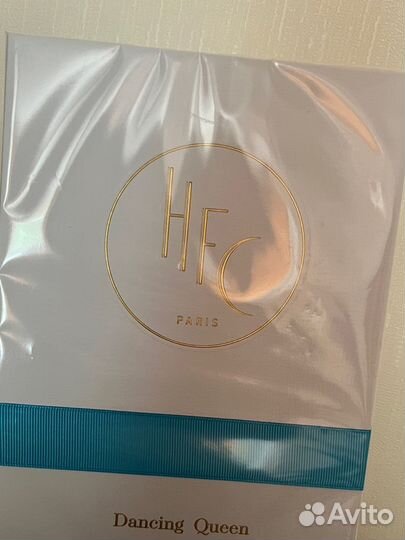 HFC
PARIS
Dancing Queen
Avito